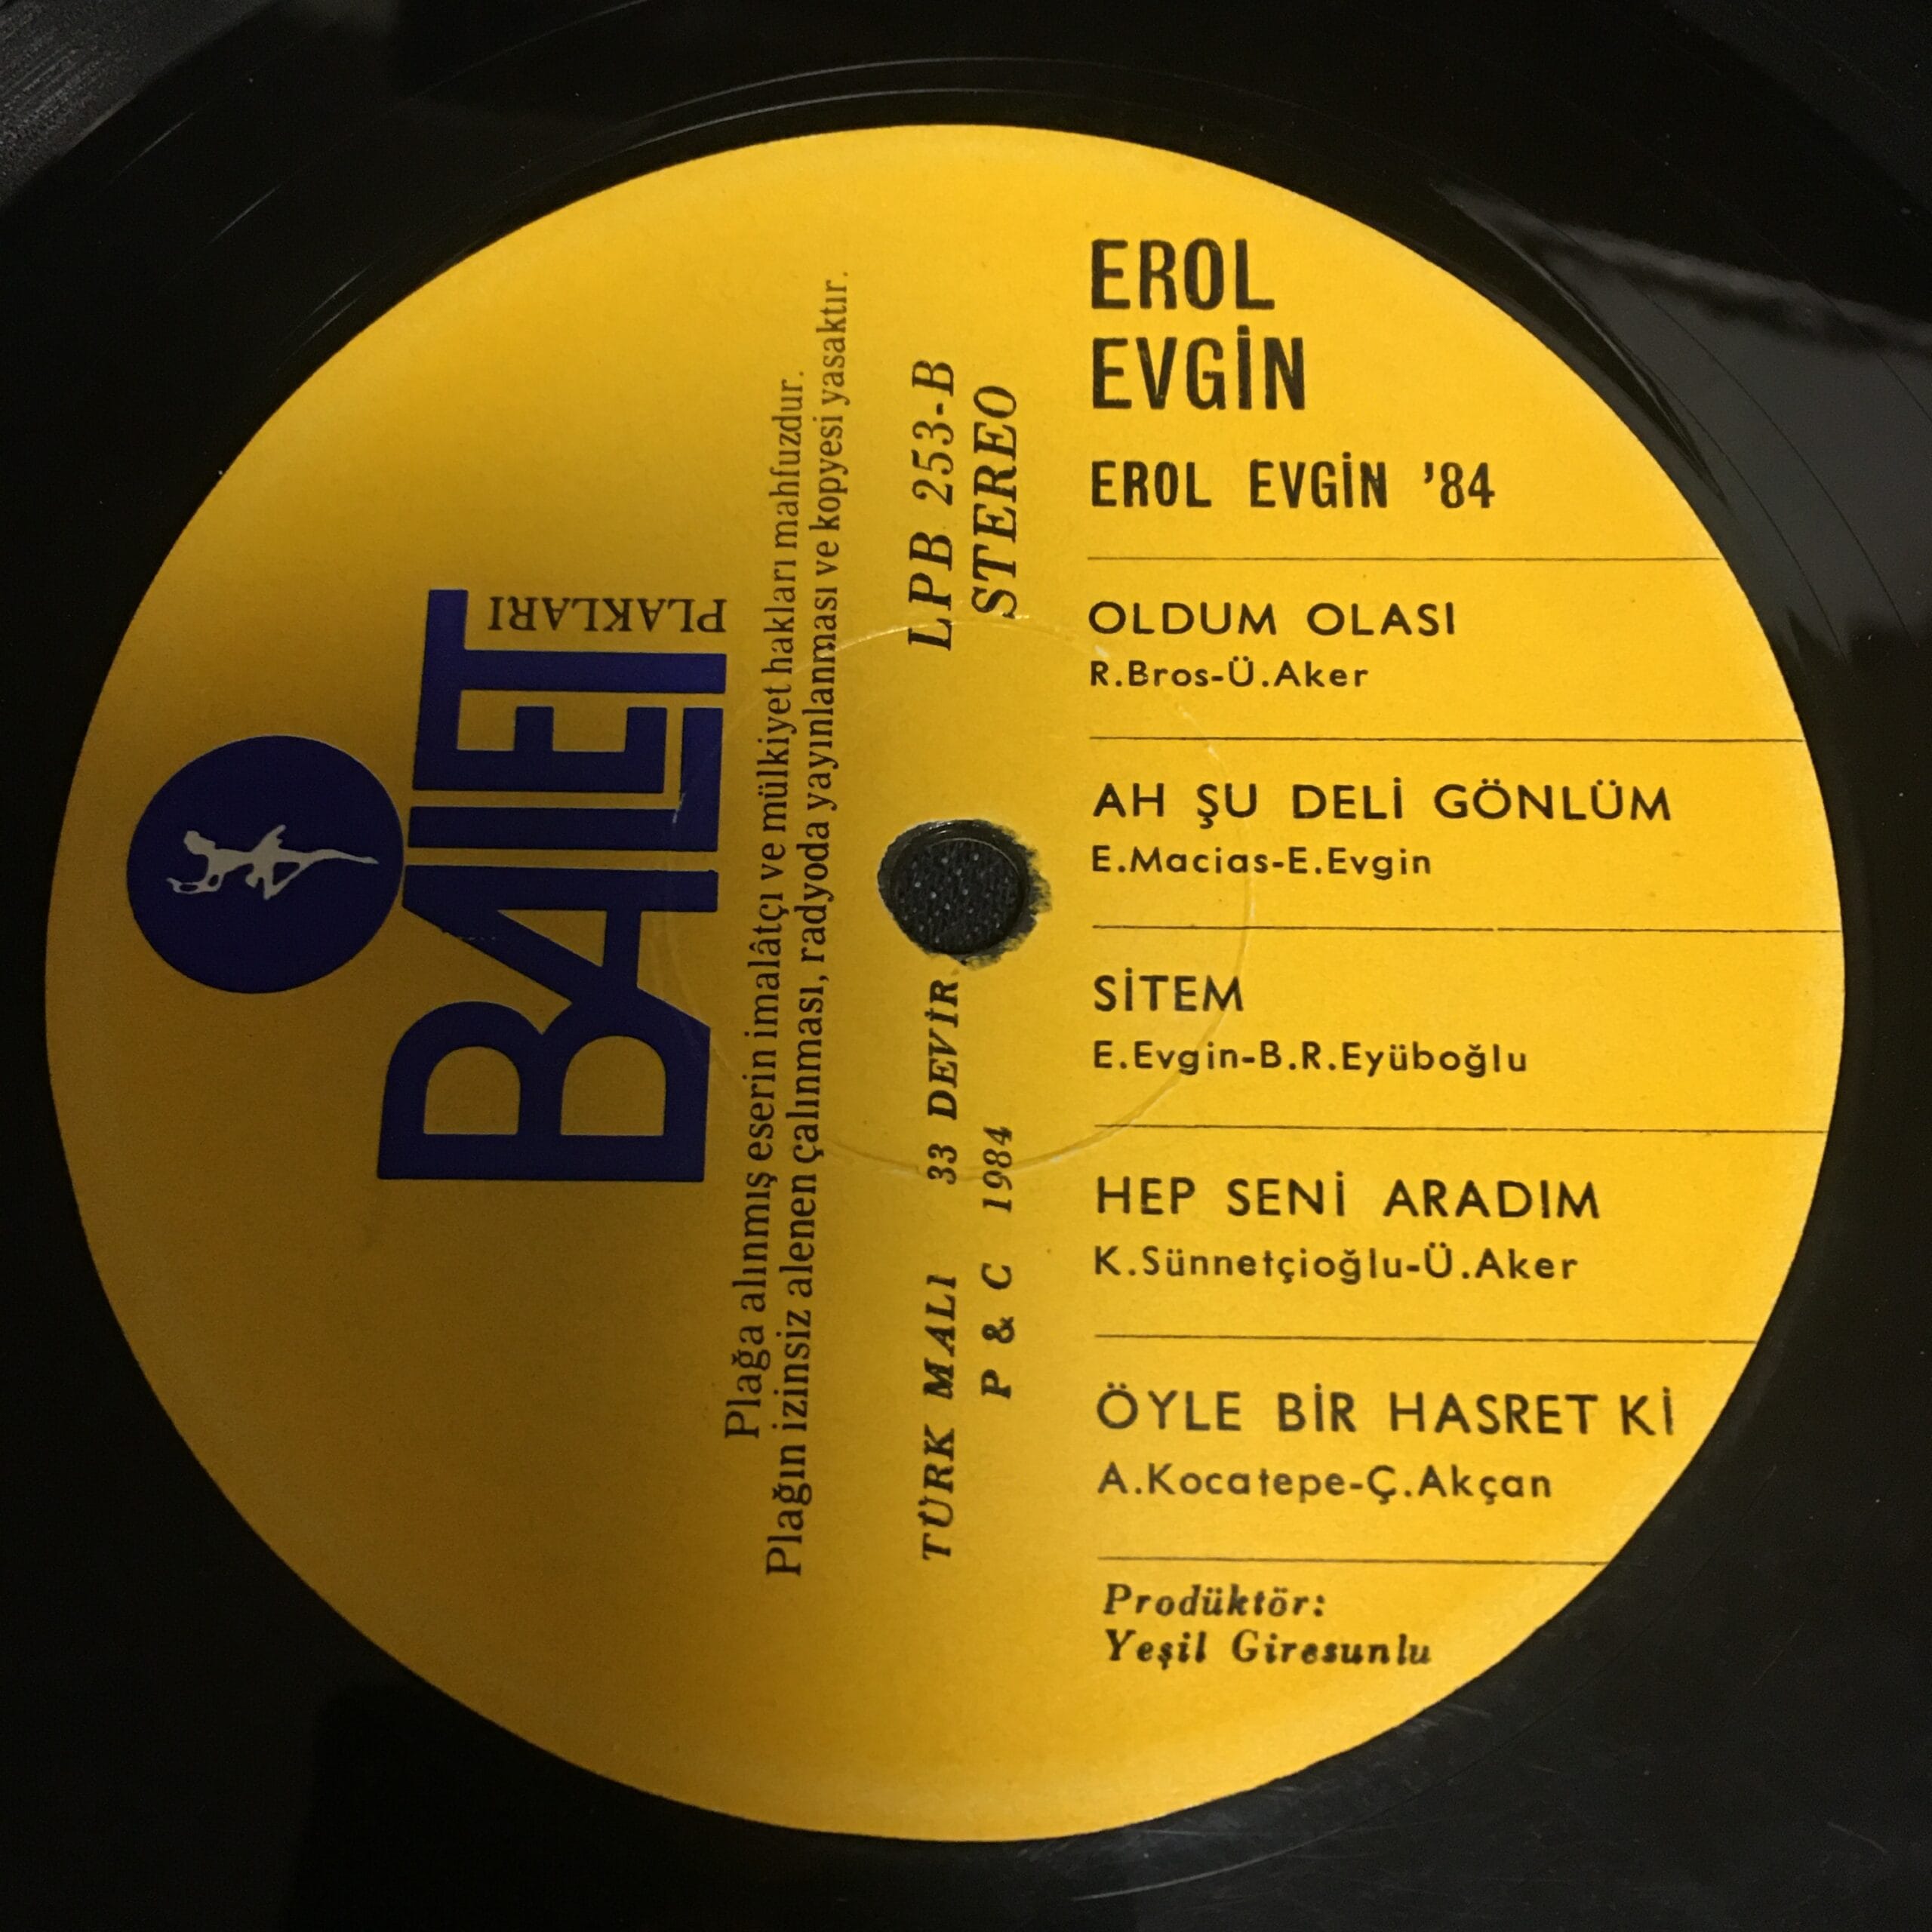 BALET
PLAKLARI
Plağa alınmış eserin imalâtçı ve mülkiyet hakları mahfuzdur.
Plağın izinsiz alenen çalınması, radyoda yayınlanması ve kopyesi yasaktır.
TÜRK MALI 33 DEVİR LPB 253-B
P & C 1984 STEREO
EROL
EVGİN
EROL EVGİN '84
OLDUM OLASI
R.Bros-Ü.Aker
AH ŞU DELİ GÖNLÜM
E.Macias-E.Evgin
SİTEM
E.Evgin-B.R.Eyüboğlu
HEP SENİ ARADIM
K.Sünnetçioğlu-Ü.Aker
ÖYLE BİR HASRET Kİ
A.Kocatepe-Ç.Akçan
Prodüktör:
Yeşil Giresunlu